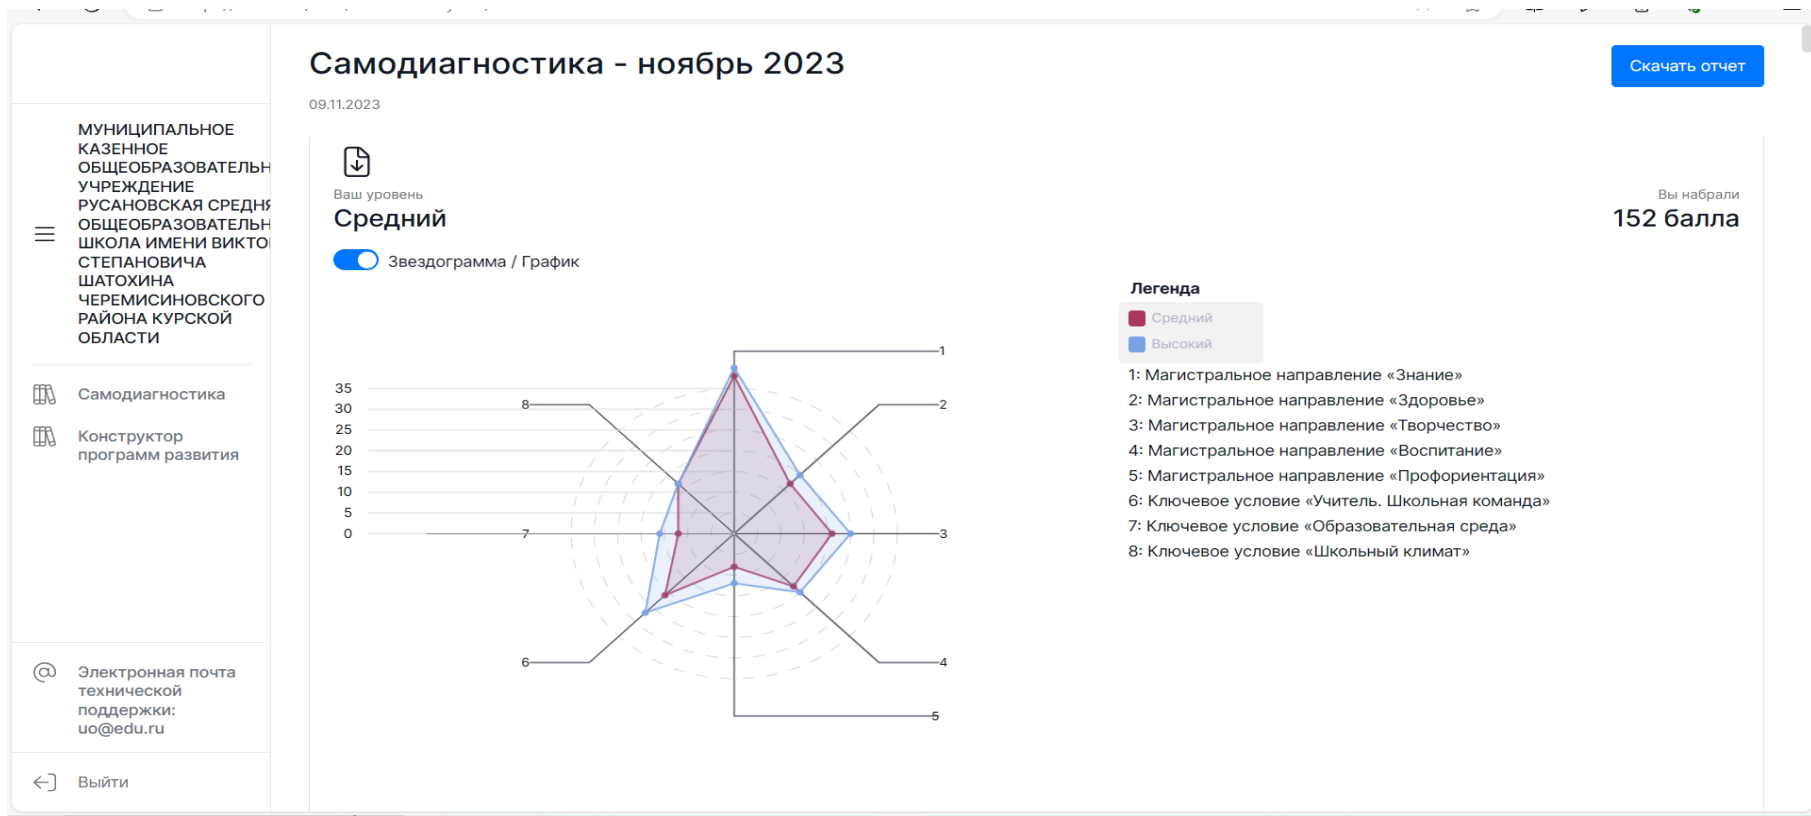 Самодиагностика - ноябрь 2023
Скачать отчет
09.11.2023
МУНИЦИПАЛЬНОЕ
КАЗЕННОЕ
ОБЩЕОБРАЗОВАТЕЛЬН
УЧРЕЖДЕНИЕ
РУСАНОВСКАЯ СРЕДНЯ
ОБЩЕОБРАЗОВАТЕЛЬН
ШКОЛА ИМЕНИ ВИКТО
СТЕПАНОВИЧА
ШАТОХИНА
ЧЕРЕМИСИНОВСКОГО
РАЙОНА КУРСКОЙ
ОБЛАСТИ
Самодиагностика
Конструктор
программ развития
Электронная почта
технической
поддержки:
uo@edu.ru
Выйти
Ваш уровень
Средний
Вы набрали
152 балла
Звездограмма / График
35
30
25
20
15
10
5
0
1
2
3
4
5
6
7
8
Легенда
Средний
Высокий
1: Магистральное направление «Знание»
2: Магистральное направление «Здоровье»
3: Магистральное направление «Творчество»
4: Магистральное направление «Воспитание»
5: Магистральное направление «Профориентация»
6: Ключевое условие «Учитель. Школьная команда»
7: Ключевое условие «Образовательная среда»
8: Ключевое условие «Школьный климат»